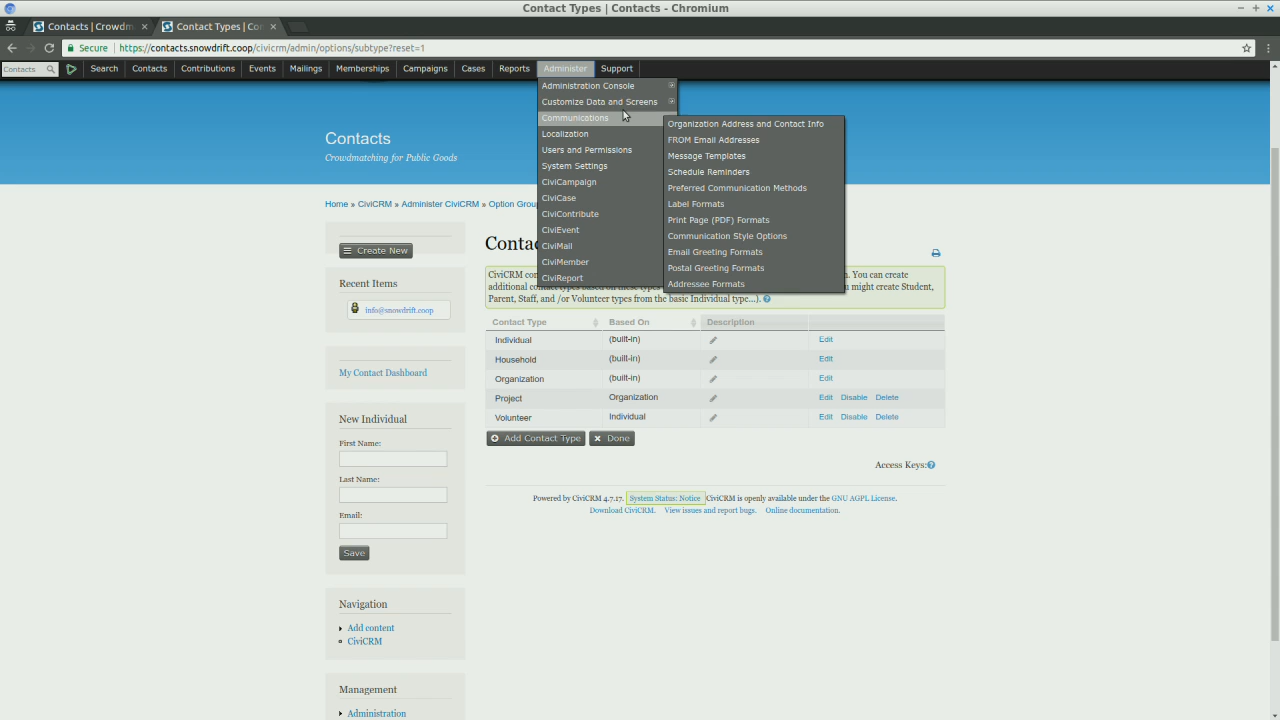 Contact Types | Contacts - Chromium
Contacts | Crowdm
Contact Types | Co
Secure
https://contacts.snowdrift.coop/civicrm/admin/options/subtype?reset=1
Contacts
Search
Contacts
Contributions
Events
Mailings
Memberships
Campaigns
Cases
Reports
Administer
Support
Administration Console
Customize Data and Screens
Communications
Localization
Users and Permissions
System Settings
CiviCampaign
CiviCase
CiviContribute
CiviEvent
CiviMail
CiviMember
CiviReport
Organization Address and Contact Info
FROM Email Addresses
Message Templates
Schedule Reminders
Preferred Communication Methods
Label Formats
Print Page (PDF) Formats
Communication Style Options
Email Greeting Formats
Postal Greeting Formats
Addressee Formats
Contacts
Crowdmatching for Public Goods
Home » CiviCRM » Administer CiviCRM » Option Grou
Create New
Recent Items
info@snowdrift.coop
My Contact Dashboard
New Individual
First Name:
Last Name:
Email:
Save
Navigation
Add content
CiviCRM
Management
Administration
Conta
CiviCRM co
n. You can create
additional
might create Student,
Parent, Staff, and /or Volunteer types from the basic Individual type...).
Contact Type Based On Description
Individual (built-in) Edit
Household (built-in) Edit
Organization (built-in) Edit
Project Organization Edit Disable Delete
Volunteer Individual Edit Disable Delete
Add Contact Type Done
Access Keys:
Powered by CiviCRM 4.7.17. System Status: Notice CiviCRM is openly available under the GNU AGPL License.
Download CiviCRM. View issues and report bugs. Online documentation.